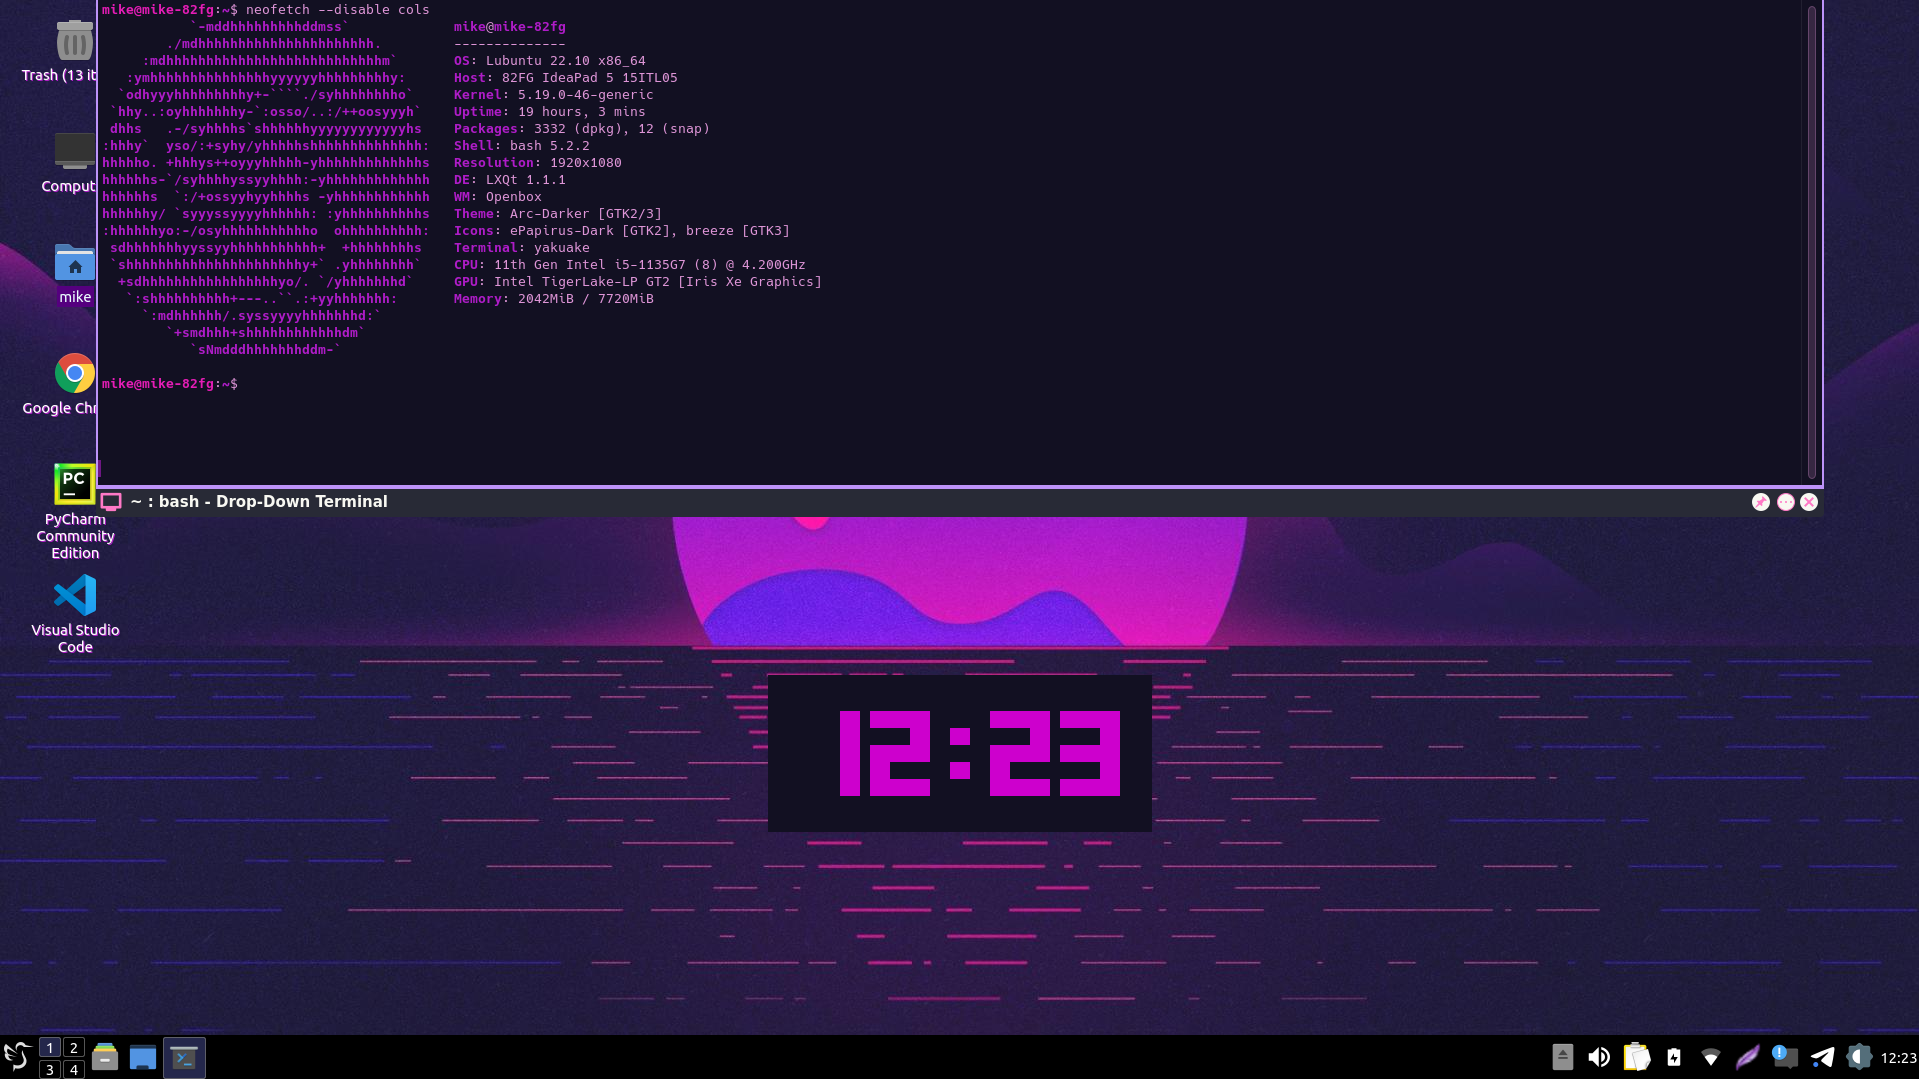 mike@mike-82fg:~$ neofetch --disable cols
`-mddhhhhhhhhhddmss`
./mdhhhhhhhhhhhhhhhhhhhhhh.
:mdhhhhhhhhhhhhhhhhhhhhhhhhhhhm`
:ymhhhhhhhhhhhhhhhyyyyyyhhhhhhhhhy:
`odhyyyhhhhhhhhhy+-````./syhhhhhhhho`
`hhy..:oyhhhhhhhy-`:osso/..:/++oosyyyh`
dhhs   .-/syhhhhs`shhhhhhyyyyyyyyyyyyhs
:hhhy`  yso/:+syhy/yhhhhhshhhhhhhhhhhhhh:
hhhhho. +hhhys++oyyyhhhhh-yhhhhhhhhhhhhhs
hhhhhhs-`/syhhhhyssyyhhhh:-yhhhhhhhhhhhhh
hhhhhhs  `:/+ossyyhyyhhhhs -yhhhhhhhhhhhh
hhhhhhy/ `syyyssyyyyhhhhhh: :yhhhhhhhhhhs
:hhhhhhyo:-/osyhhhhhhhhhhho  ohhhhhhhhhh:
sdhhhhhhhyyssyyhhhhhhhhhhh+  +hhhhhhhhs
`shhhhhhhhhhhhhhhhhhhhhhy+` .yhhhhhhhh`
+sdhhhhhhhhhhhhhhhhhyo/. `/yhhhhhhhd`
`:shhhhhhhhhh+---..``.:+yyhhhhhhh:
`:mdhhhhhh/.syssyyyyhhhhhhhd:`
`+smdhhh+shhhhhhhhhhhhdm`
`sNmdddhhhhhhhddm-`
mike@mike-82fg
--------------
OS: Lubuntu 22.10 x86_64
Host: 82FG IdeaPad 5 15ITL05
Kernel: 5.19.0-46-generic
Uptime: 19 hours, 3 mins
Packages: 3332 (dpkg), 12 (snap)
Shell: bash 5.2.2
Resolution: 1920x1080
DE: LXQt 1.1.1
WM: Openbox
Theme: Arc-Darker [GTK2/3]
Icons: ePapirus-Dark [GTK2], breeze [GTK3]
Terminal: yakuake
CPU: 11th Gen Intel i5-1135G7 (8) @ 4.200GHz
GPU: Intel TigerLake-LP GT2 [Iris Xe Graphics]
Memory: 2042MiB / 7720MiB
mike@mike-82fg:~$
~ : bash - Drop-Down Terminal
Trash (13 it
Comput
mike
Google Chr
PC
PyCharm
Community
Edition
Visual Studio
Code
12:23
1 2
3 4
12:23